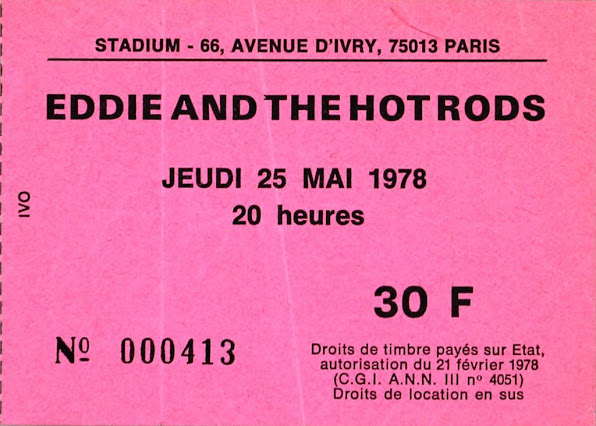 STADIUM - 66, AVENUE D'IVRY, 75013 PARIS
EDDIE AND THE HOT RODS
JEUDI 25 MAI 1978
20 heures
IVO
30 F
Nº 000413
Droits de timbre payés sur Etat,
autorisation du 21 février 1978
(C.G.I. A.N.N. III nº 4051)
Droits de location en sus